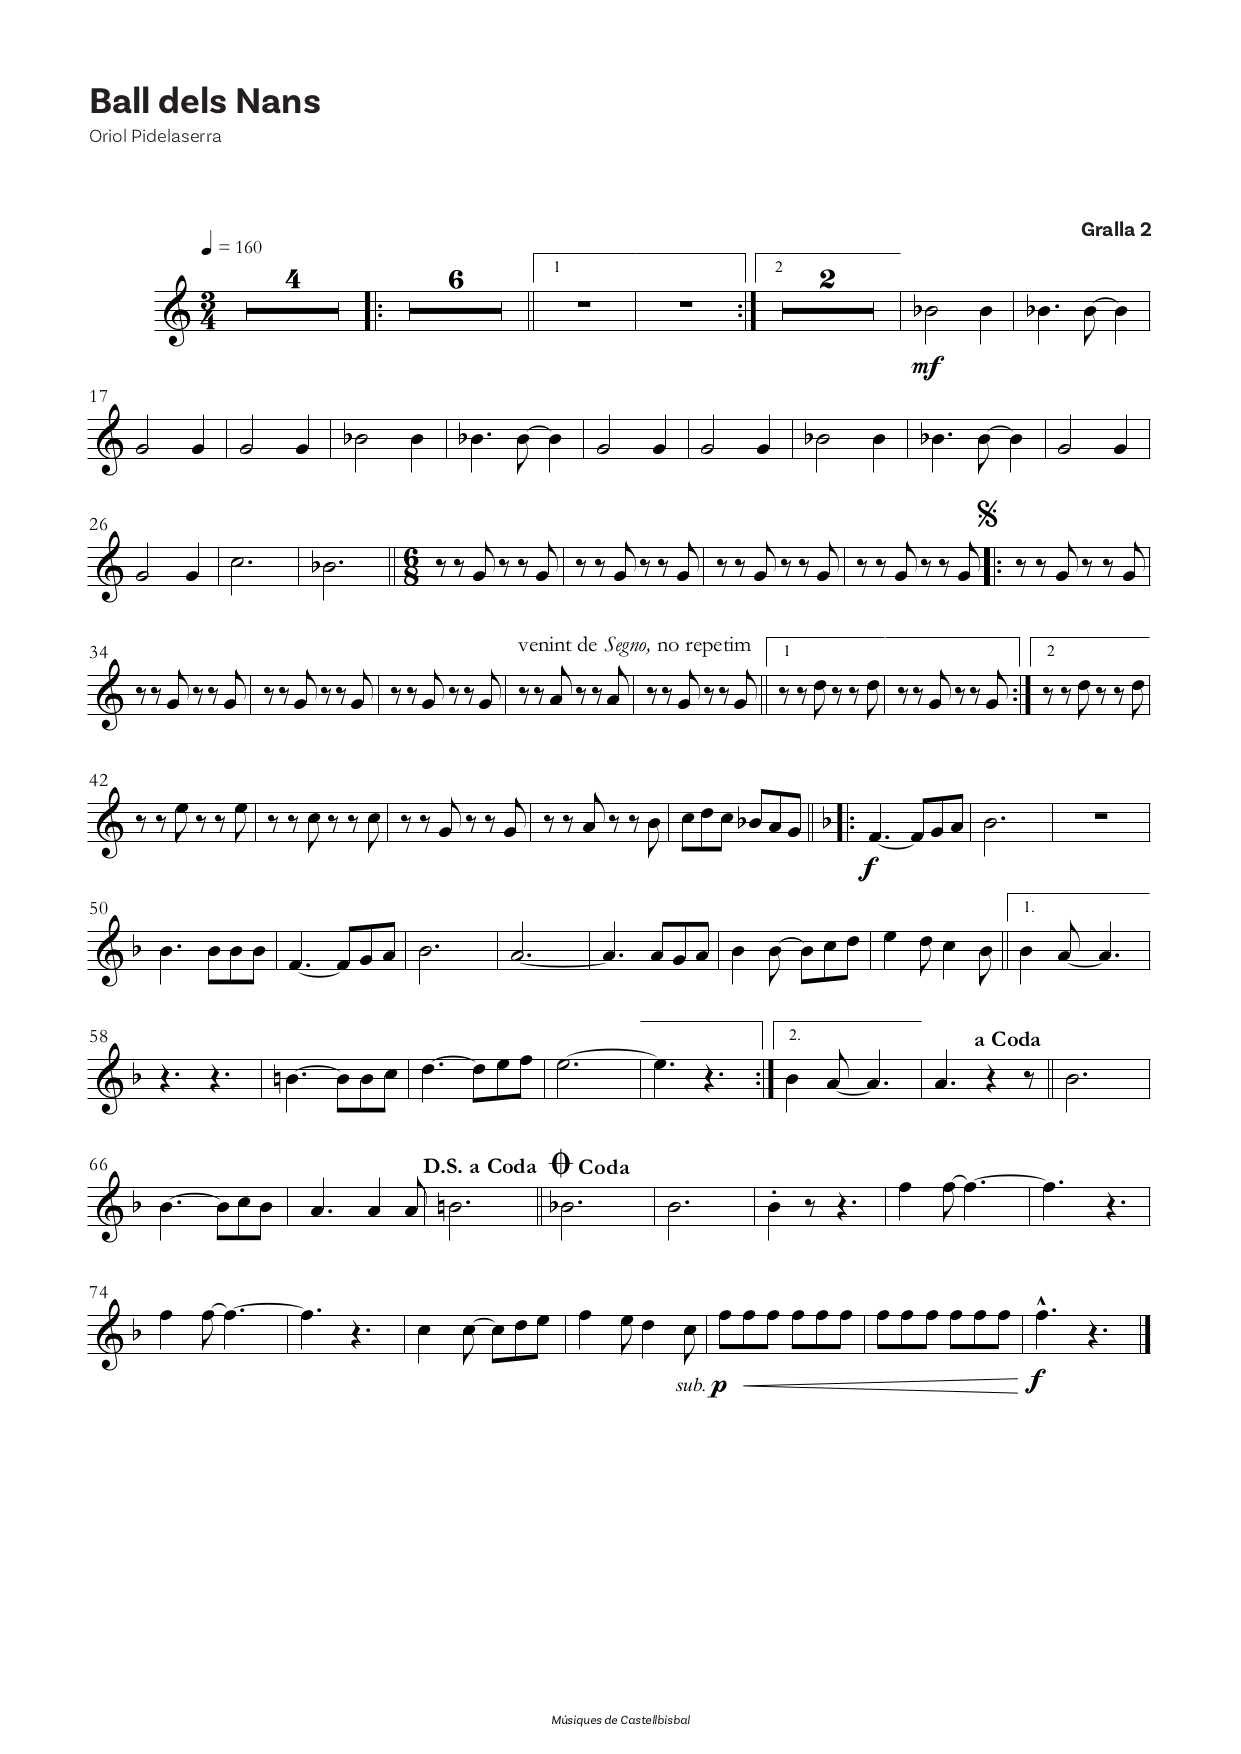 Ball dels Nans
Oriol Pidelaserra
Gralla 2
= 160
4
6
1
2
2
3
4
mf
17
26
6
8
34
venint de Segno, no repetim
1
2
42
f
50
1.
58
2.
a Coda
66
D.S. a Coda
Coda
74
sub. p
f
Músiques de Castellbisbal